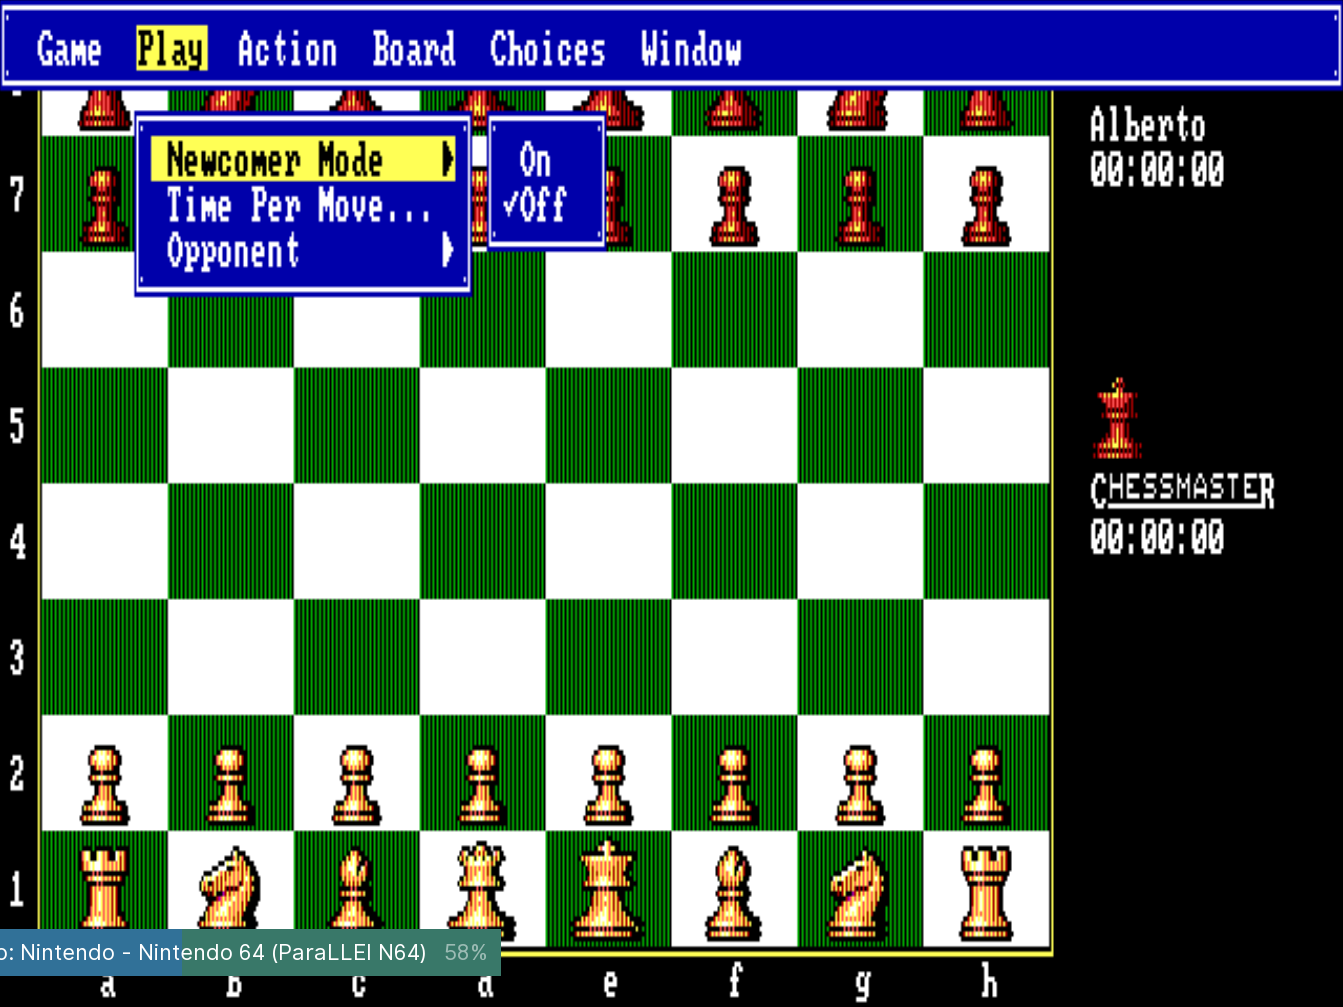 Game Play Action Board Choices Window
Newcomer Mode
Time Per Move...
Opponent
On
✓Off
Alberto
00:00:00
CHESSMASTER
00:00:00
7
6
5
4
3
2
1
a b c d e f g h
o: Nintendo - Nintendo 64 (ParaLLEl N64) 58%